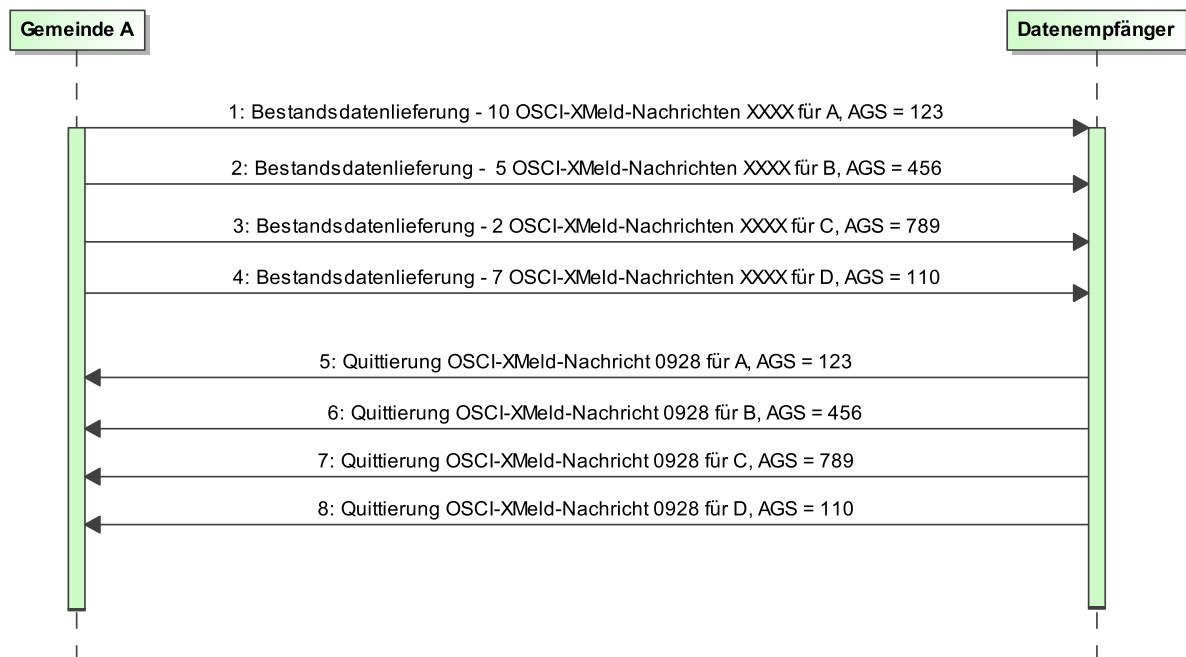 Gemeinde A
Datenempfänger
1: Bestandsdatenlieferung - 10 OSCI-XMeld-Nachrichten XXXX für A, AGS = 123
2: Bestandsdatenlieferung - 5 OSCI-XMeld-Nachrichten XXXX für B, AGS = 456
3: Bestandsdatenlieferung - 2 OSCI-XMeld-Nachrichten XXXX für C, AGS = 789
4: Bestandsdatenlieferung - 7 OSCI-XMeld-Nachrichten XXXX für D, AGS = 110
5: Quittierung OSCI-XMeld-Nachricht 0928 für A, AGS = 123
6: Quittierung OSCI-XMeld-Nachricht 0928 für B, AGS = 456
7: Quittierung OSCI-XMeld-Nachricht 0928 für C, AGS = 789
8: Quittierung OSCI-XMeld-Nachricht 0928 für D, AGS = 110